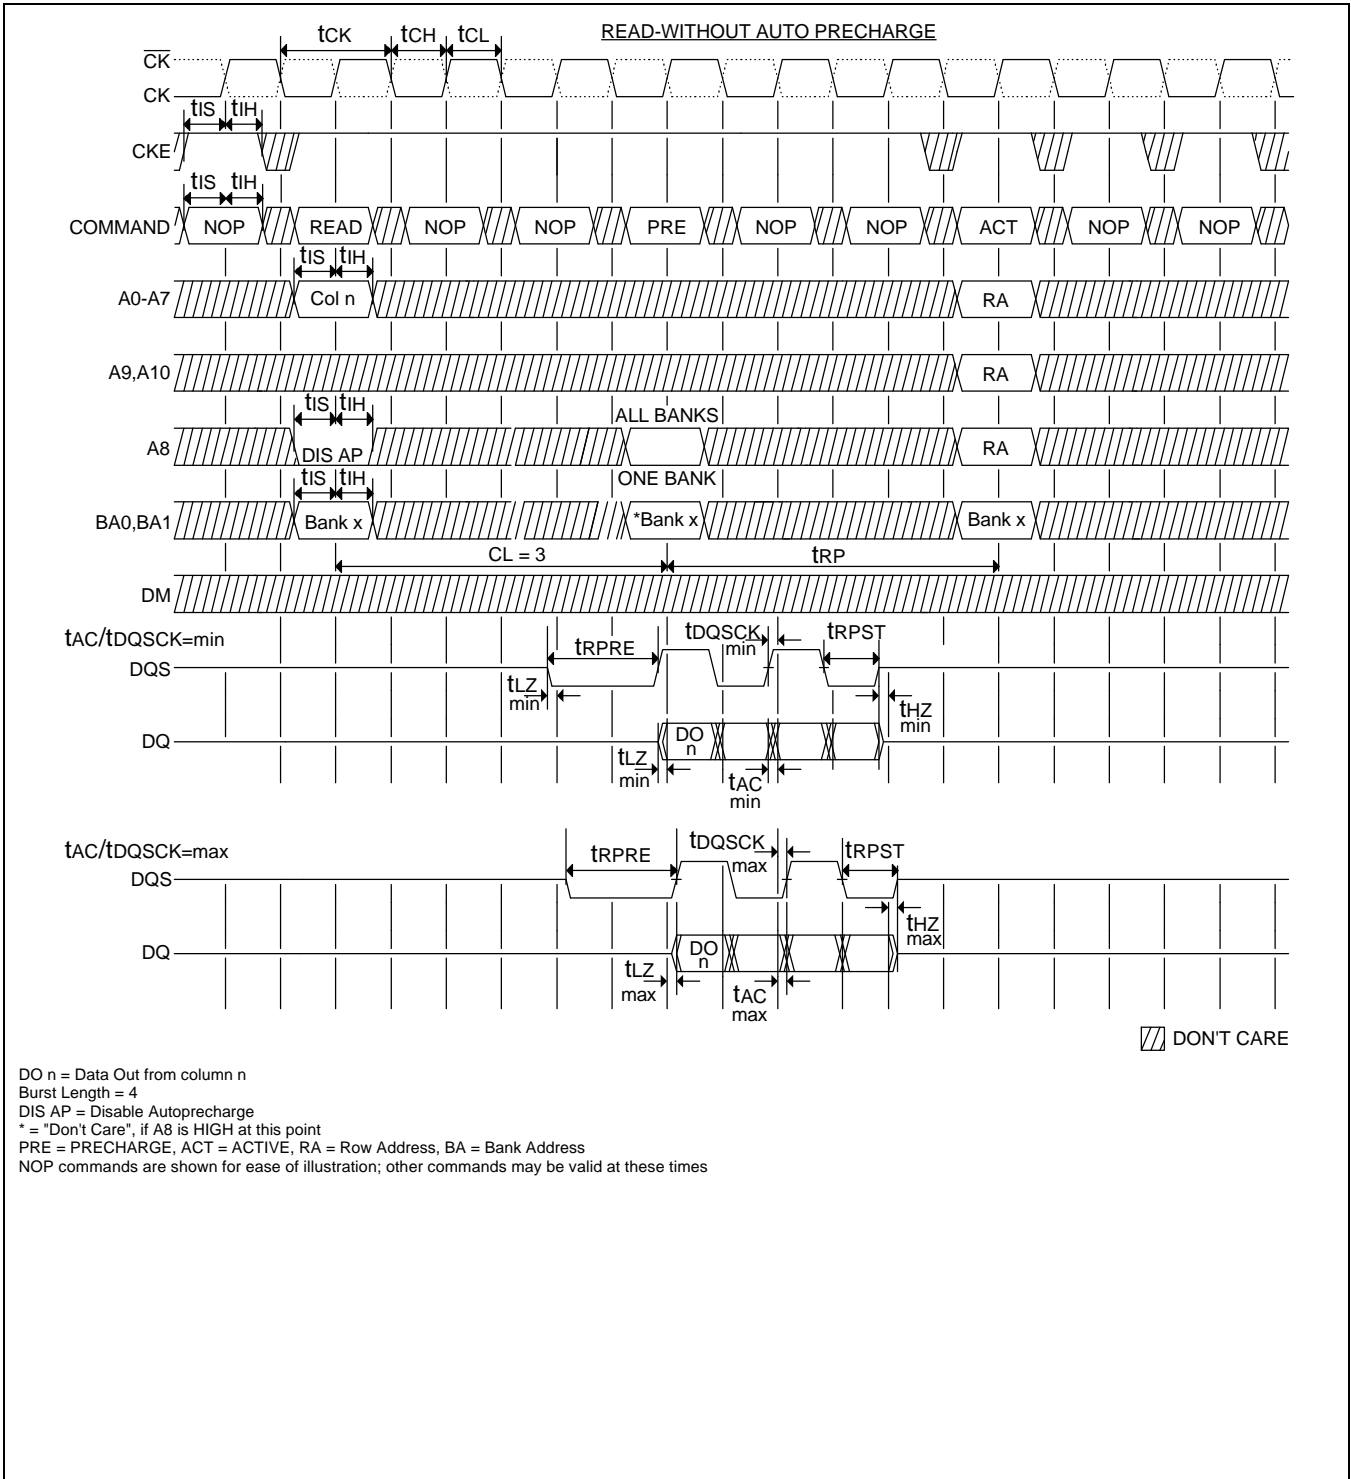 READ-WITHOUT AUTO PRECHARGE
tCK tCH tCL
CK
CK
tIS tIH
CKE
tIS tIH
COMMAND NOP READ NOP NOP PRE NOP NOP ACT NOP NOP
tIS tIH
A0-A7 Col n RA
A9,A10 RA
tIS tIH ALL BANKS
A8 DIS AP RA
tIS tIH ONE BANK
BA0,BA1 Bank x *Bank x Bank x
CL = 3 tRP
DM
tAC/tDQSCK=min tRPRE tDQSCK min tRPST
DQS
tLZ min tHZ min
DQ DO n
tLZ min tAC min
tAC/tDQSCK=max tRPRE tDQSCK max tRPST
DQS
tHZ max
DQ DO n
tLZ max tAC max
DON'T CARE
DO n = Data Out from column n
Burst Length = 4
DIS AP = Disable Autoprecharge
* = "Don't Care", if A8 is HIGH at this point
PRE = PRECHARGE, ACT = ACTIVE, RA = Row Address, BA = Bank Address
NOP commands are shown for ease of illustration; other commands may be valid at these times